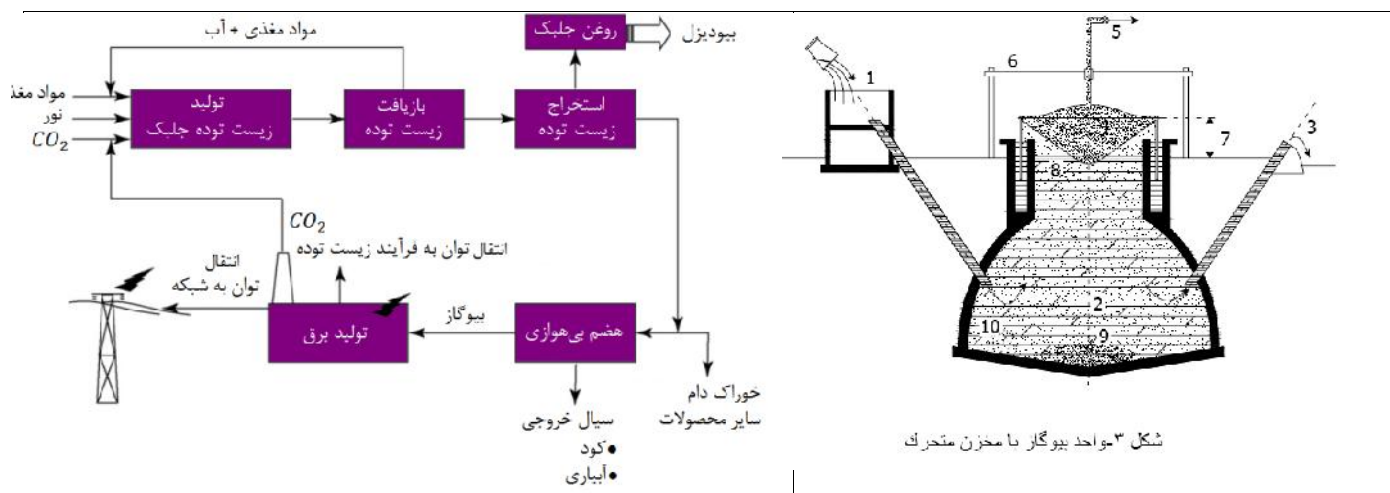 مواد مغذی + آب
روغن جلبک
بیودیزل
مواد مغذ
نور
CO2
تولید
زیست توده جلبک
بازیافت
زیست توده
استخراج
زیست توده
CO2
انتقال توان به فرآیند زیست توده
انتقال
توان به شبکه
تولید برق
بیوگاز
هضم بی‌هوازی
خوراک دام
سایر محصولات
سیال خروجی
• کود
• آبیاری
5
6
1
4
7
3
8
2
10
9
شکل ۳-واحد بیوگاز با مخزن متحرک